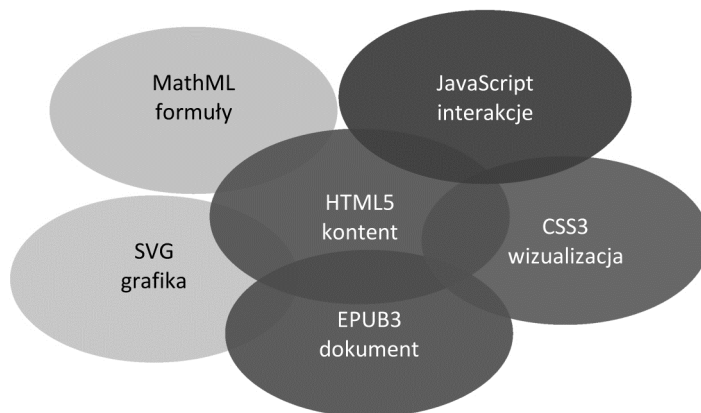 MathML
formuły
JavaScript
interakcje
HTML5
kontent
CSS3
wizualizacja
SVG
grafika
EPUB3
dokument